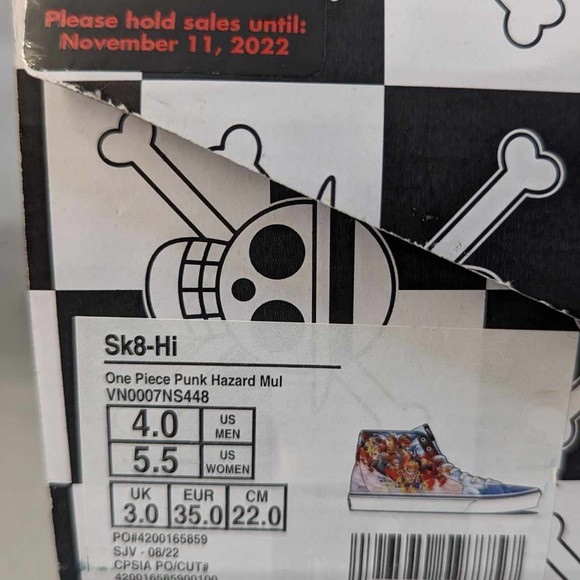 Please hold sales until:
November 11, 2022
Sk8-Hi
One Piece Punk Hazard Mul
VN0007NS448
4.0 US MEN
5.5 US WOMEN
UK EUR CM
3.0 35.0 22.0
PO#4200165859
SJV - 08/22
CPSIA PO/CUT#
420016585900100